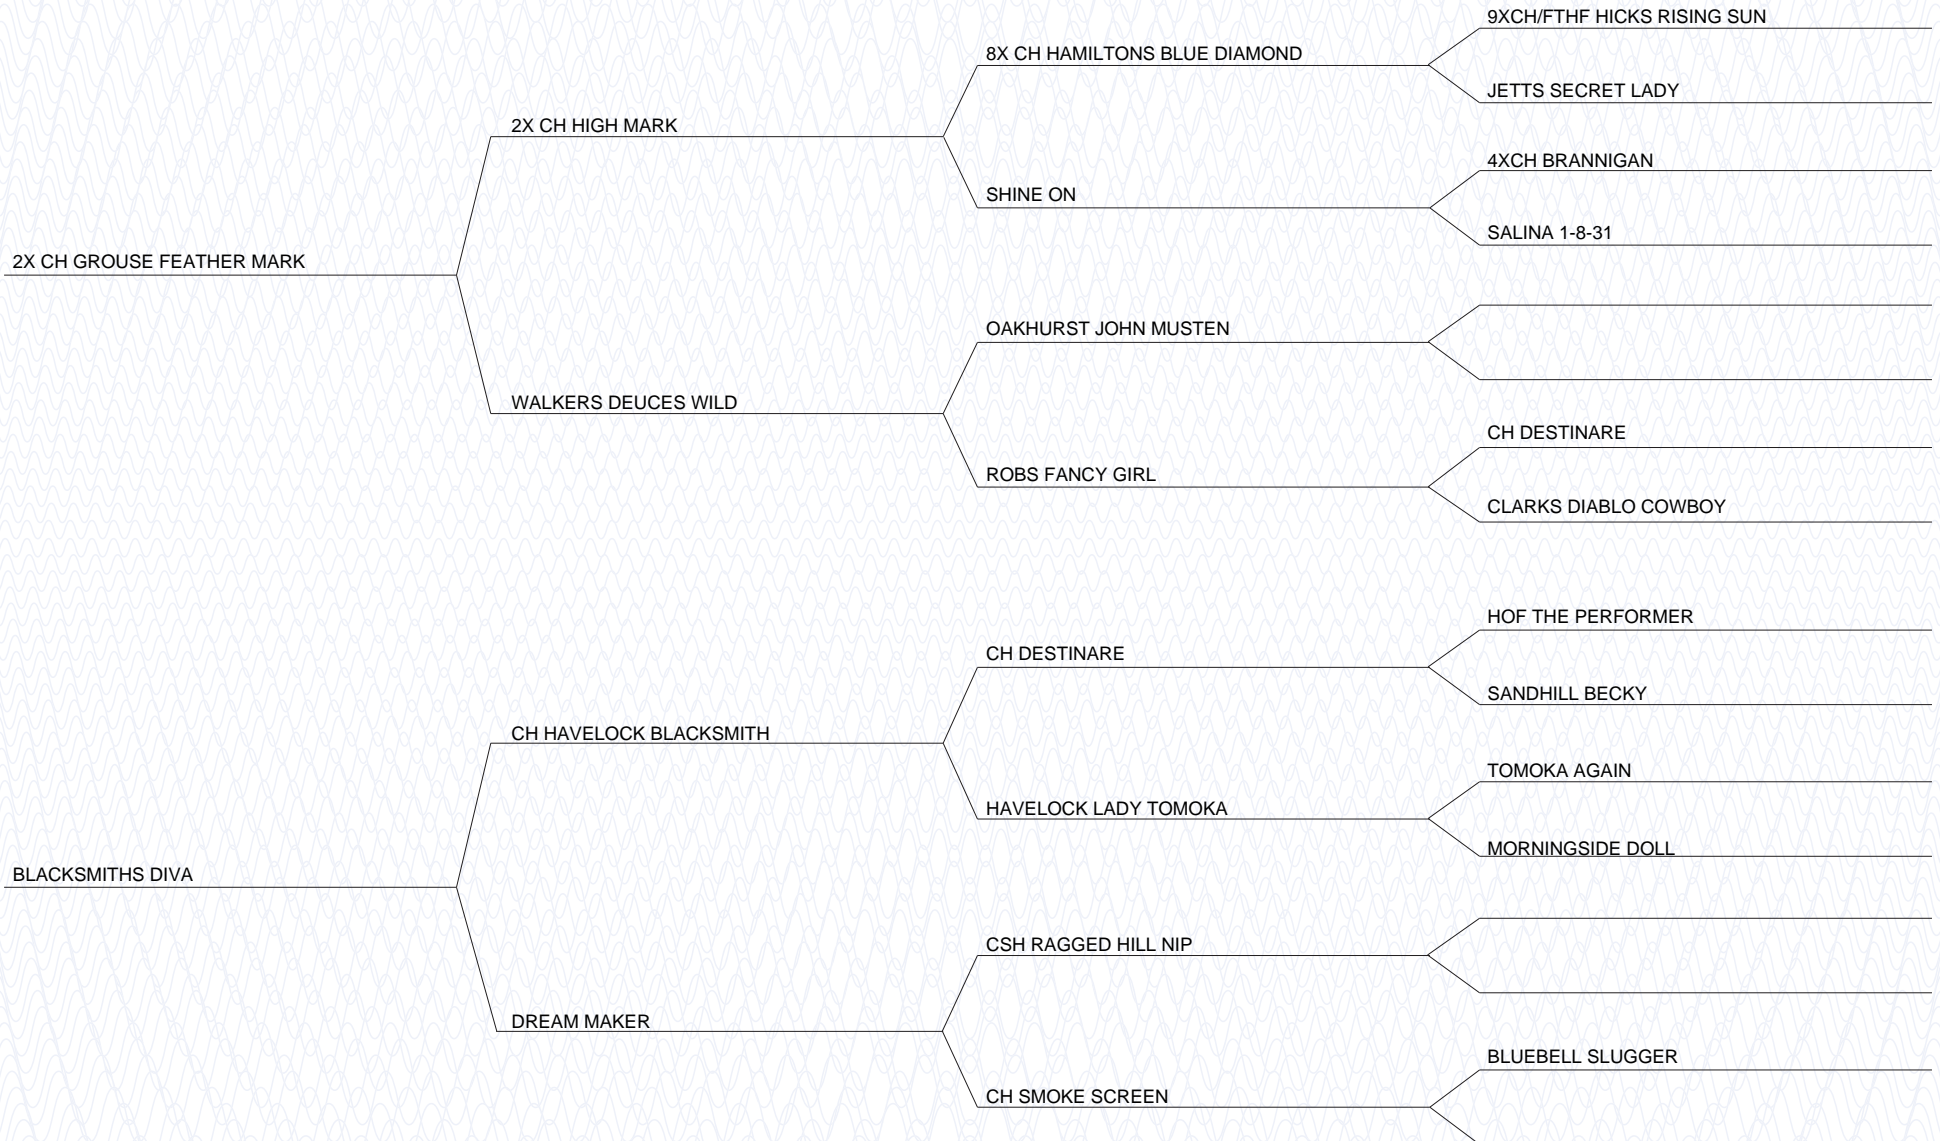 9XCH/FTHF HICKS RISING SUN
8X CH HAMILTONS BLUE DIAMOND
JETTS SECRET LADY
2X CH HIGH MARK
4XCH BRANNIGAN
SHINE ON
SALINA 1-8-31
2X CH GROUSE FEATHER MARK
OAKHURST JOHN MUSTEN
WALKERS DEUCES WILD
CH DESTINARE
ROBS FANCY GIRL
CLARKS DIABLO COWBOY
HOF THE PERFORMER
CH DESTINARE
SANDHILL BECKY
CH HAVELOCK BLACKSMITH
TOMOKA AGAIN
HAVELOCK LADY TOMOKA
MORNINGSIDE DOLL
BLACKSMITHS DIVA
CSH RAGGED HILL NIP
DREAM MAKER
BLUEBELL SLUGGER
CH SMOKE SCREEN